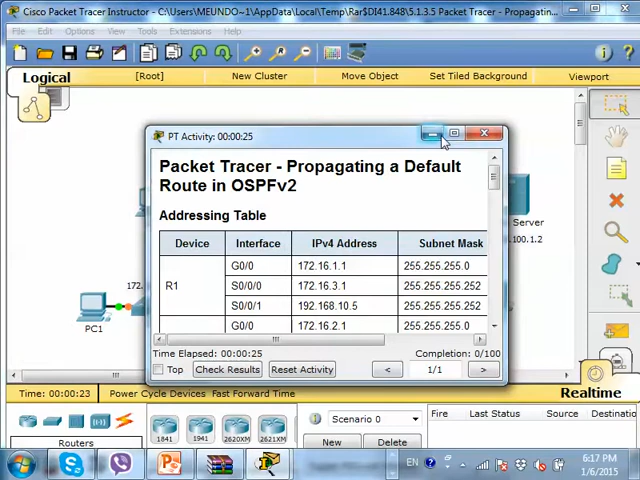 Cisco Packet Tracer Instructor - C:\Users\MEUNDO~1\AppData\Local\Temp\Rar$DI41.848\5.1.3.5 Packet Tracer - Propagating...
File Edit Options View Tools Extensions Help
Logical [Root] New Cluster Move Object Set Tiled Background Viewport
PT Activity: 00:00:25
Packet Tracer - Propagating a Default
Route in OSPFv2
Addressing Table
Device Interface IPv4 Address Subnet Mask
G0/0 172.16.1.1 255.255.255.0
R1 S0/0/0 172.16.3.1 255.255.255.252
S0/0/1 192.168.10.5 255.255.255.252
G0/0 172.16.2.1 255.255.255.0
Server
.100.1.2
172.
PC1
Time Elapsed: 00:00:25 Completion: 0/100
Top Check Results Reset Activity < 1/1 >
Time: 00:00:23 Power Cycle Devices Fast Forward Time Realtime
1841 1941 2620XM 2621XM
Routers
Scenario 0
New Delete
Fire Last Status Source Destinatio
EN
6:17 PM
1/6/2015